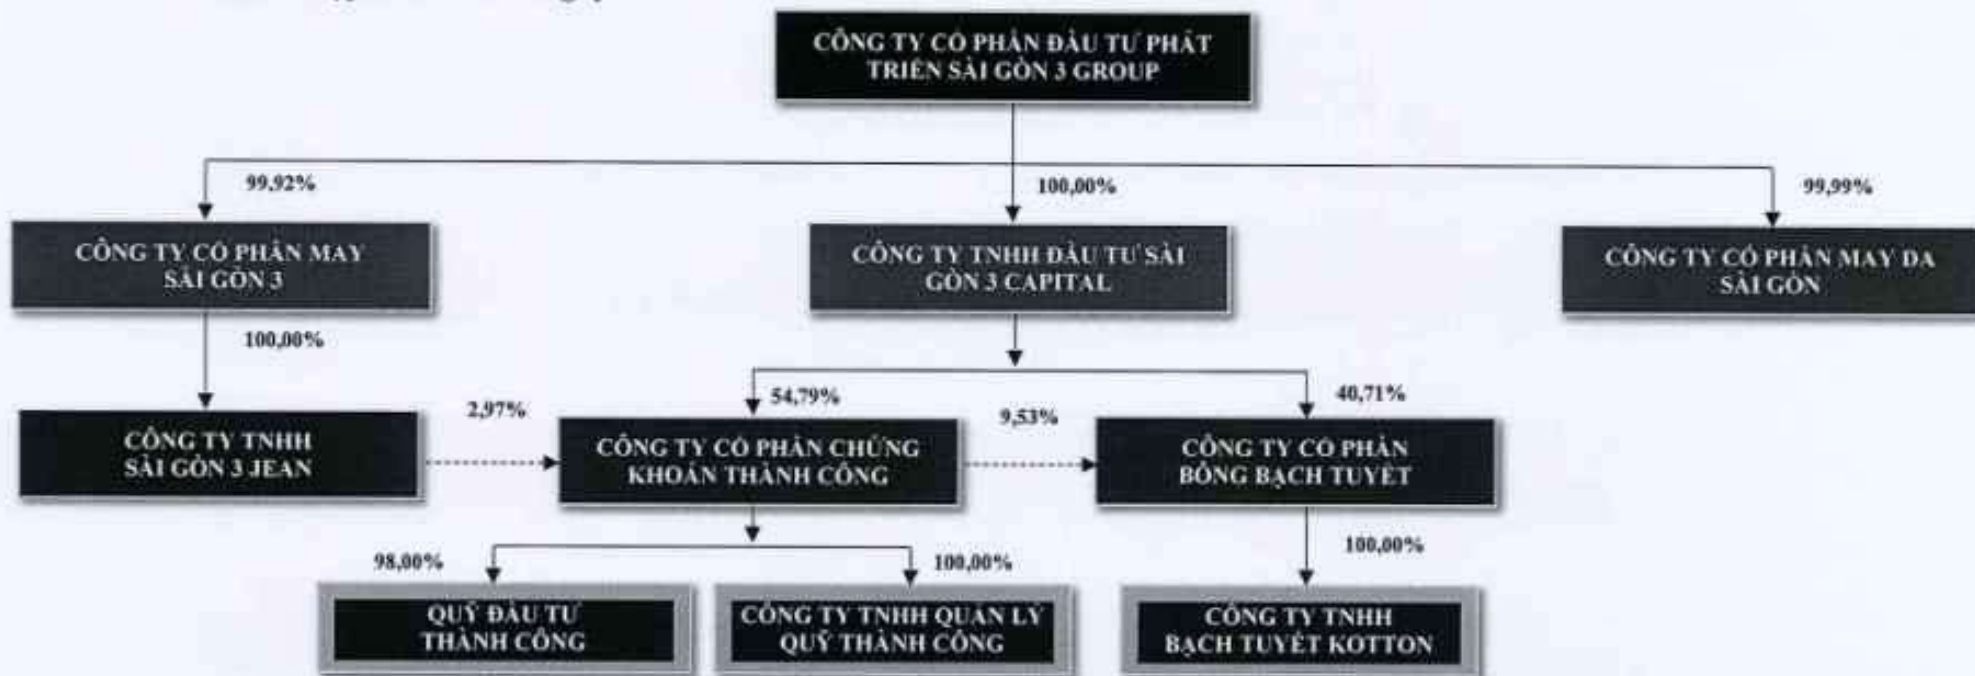 CÔNG TY CỔ PHẦN ĐẦU TƯ PHÁT
TRIỂN SÀI GÒN 3 GROUP
99,92%
100,00%
99,99%
CÔNG TY CỔ PHẦN MAY
SÀI GÒN 3
CÔNG TY TNHH ĐẦU TƯ SÀI
GÒN 3 CAPITAL
CÔNG TY CỔ PHẦN MAY DA
SÀI GÒN
100,00%
2,97%
54,79%
9,53%
40,71%
CÔNG TY TNHH
SÀI GÒN 3 JEAN
CÔNG TY CỔ PHẦN CHỨNG
KHOÁN THÀNH CÔNG
CÔNG TY CỔ PHẦN
BÔNG BẠCH TUYẾT
98,00%
100,00%
100,00%
QUỸ ĐẦU TƯ
THÀNH CÔNG
CÔNG TY TNHH QUẢN LÝ
QUỸ THÀNH CÔNG
CÔNG TY TNHH
BẠCH TUYẾT KOTTON